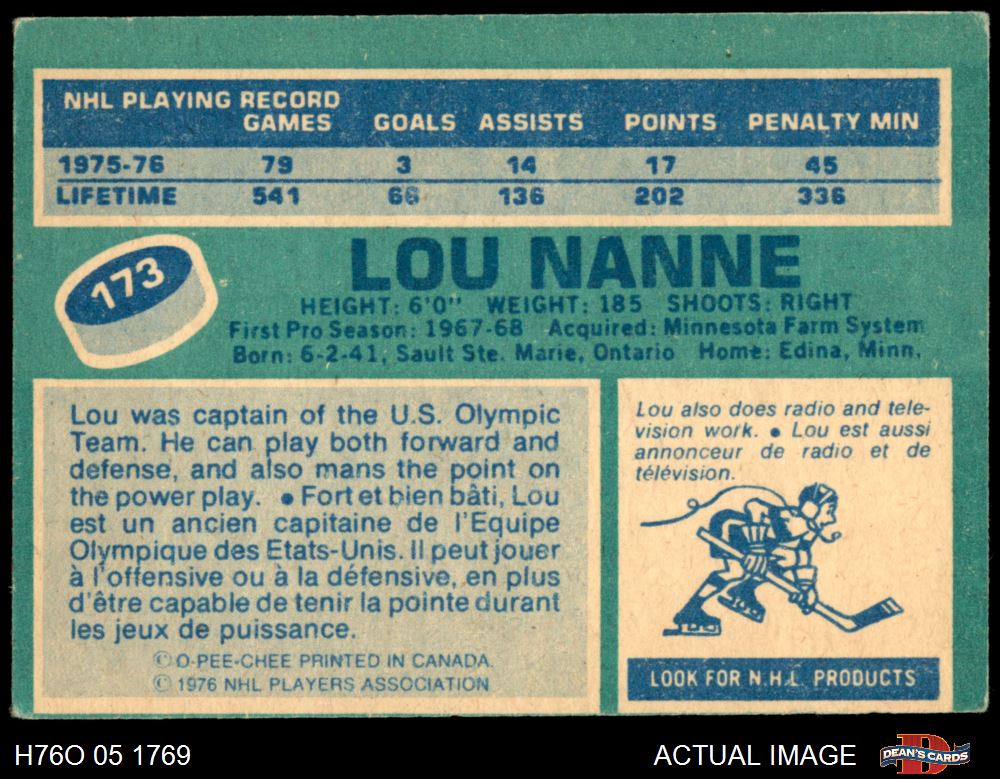 NHL PLAYING RECORD
GAMES GOALS ASSISTS POINTS PENALTY MIN
1975-76 79 3 14 17 45
LIFETIME 541 66 136 202 336
173
LOU NANNE
HEIGHT: 6'0" WEIGHT: 185 SHOOTS: RIGHT
First Pro Season: 1967-68 Acquired: Minnesota Farm System
Born: 6-2-41, Sault Ste. Marie, Ontario Home: Edina, Minn.
Lou was captain of the U.S. Olympic
Team. He can play both forward and
defense, and also mans the point on
the power play. ● Fort et bien bâti, Lou
est un ancien capitaine de l'Equipe
Olympique des Etats-Unis. Il peut jouer
à l'offensive ou à la défensive, en plus
d'être capable de tenir la pointe durant
les jeux de puissance.
© O-PEE-CHEE PRINTED IN CANADA.
© 1976 NHL PLAYERS ASSOCIATION
Lou also does radio and tele-
vision work. ● Lou est aussi
annonceur de radio et de
télévision.
LOOK FOR N.H.L. PRODUCTS
H76O 05 1769
ACTUAL IMAGE
DEAN'S CARDS